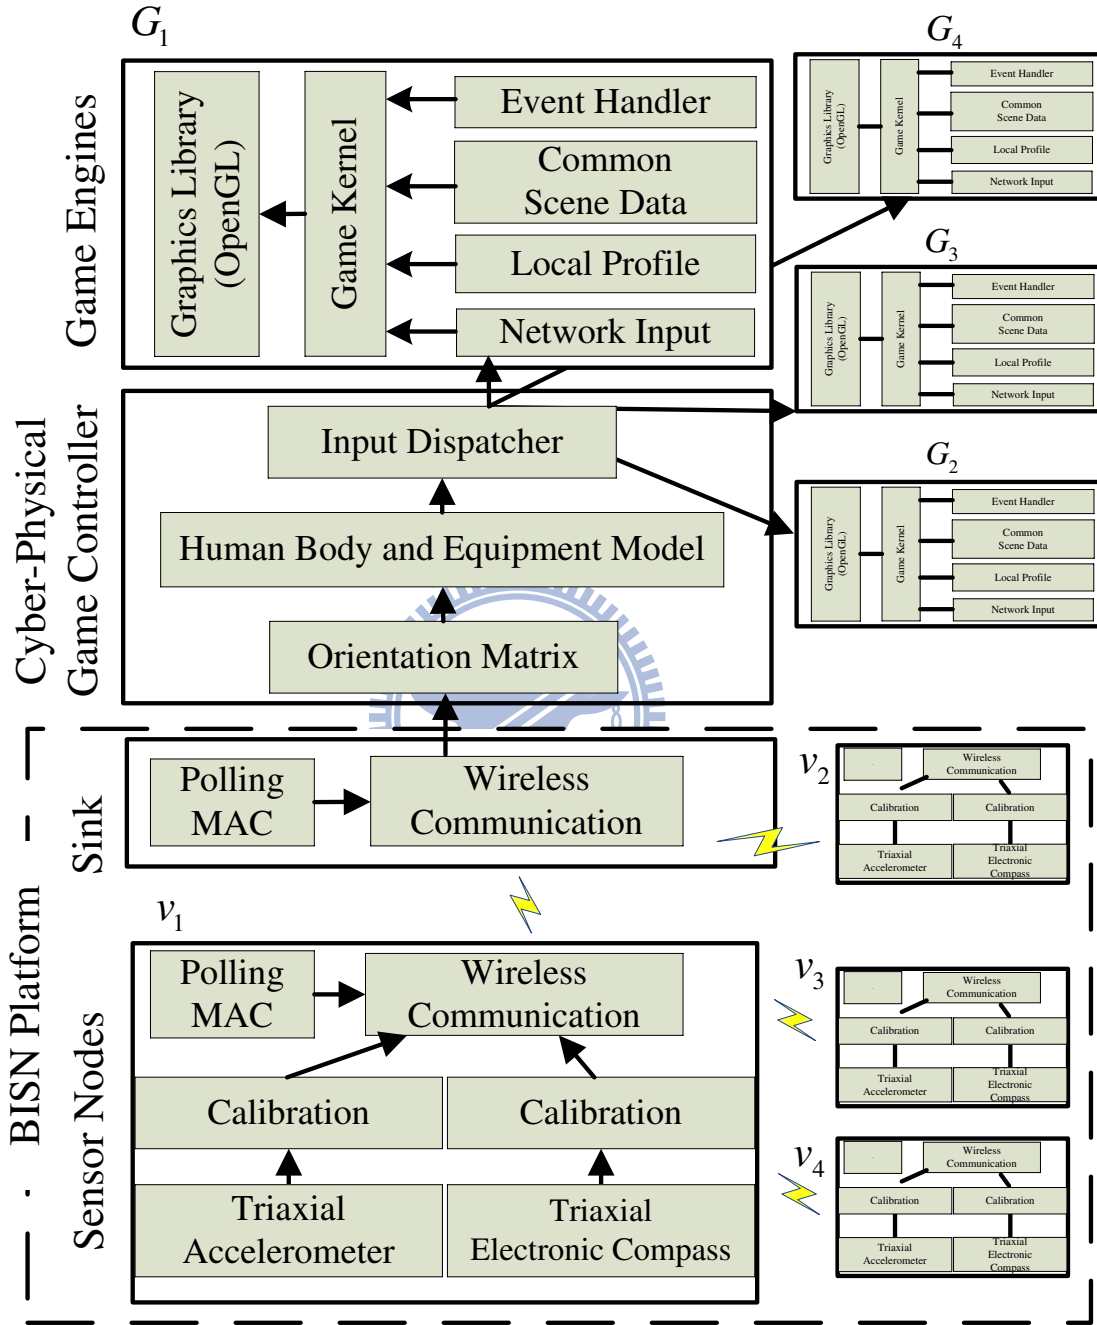 G1
Game Engines
Graphics Library
(OpenGL)
Game Kernel
Event Handler
Common
Scene Data
Local Profile
Network Input
G4
Graphics Library
(OpenGL)
Game Kernel
Event Handler
Common
Scene Data
Local Profile
Network Input
G3
Graphics Library
(OpenGL)
Game Kernel
Event Handler
Common
Scene Data
Local Profile
Network Input
G2
Graphics Library
(OpenGL)
Game Kernel
Event Handler
Common
Scene Data
Local Profile
Network Input
Cyber-Physical
Game Controller
Input Dispatcher
Human Body and Equipment Model
Orientation Matrix
BISN Platform
Sink
Polling
MAC
Wireless
Communication
v2
Wireless
Communication
Calibration
Calibration
Triaxial
Accelerometer
Triaxial
Electronic
Compass
Sensor Nodes
v1
Polling
MAC
Wireless
Communication
Calibration
Calibration
Triaxial
Accelerometer
Triaxial
Electronic Compass
v3
Wireless
Communication
Calibration
Calibration
Triaxial
Accelerometer
Triaxial
Electronic
Compass
v4
Wireless
Communication
Calibration
Calibration
Triaxial
Accelerometer
Triaxial
Electronic
Compass